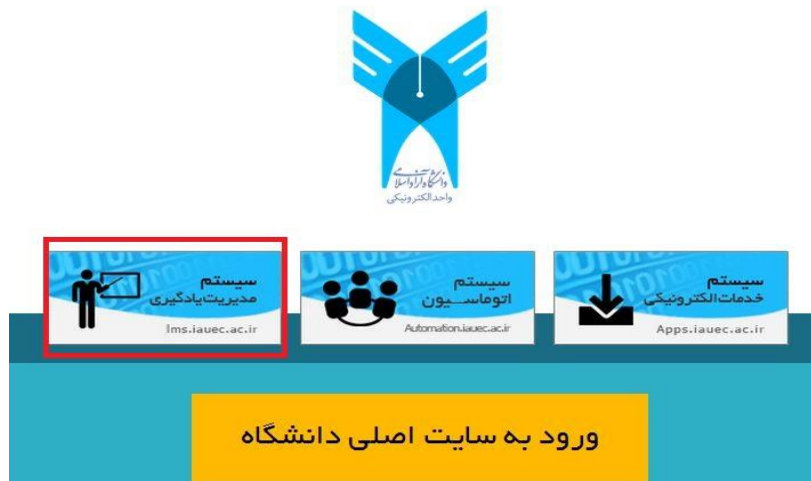 دانشگاه آزاد اسلامی
واحد الکترونیکی
سیستم
خدمات الکترونیکی
Apps.iauec.ac.ir
سیستم
اتوماســیون
Automation.iauec.ac.ir
سیستم
مدیریت یادگیری
lms.iauec.ac.ir
ورود به سایت اصلی دانشگاه